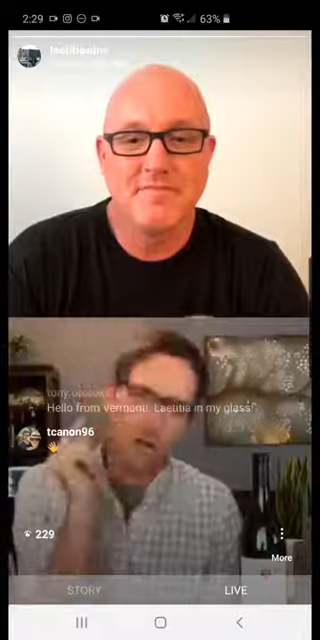 2:29
63%
laetitiawine
Hello from Vermont! Laetitia in my glass!
tcanon96
229
More
STORY
LIVE